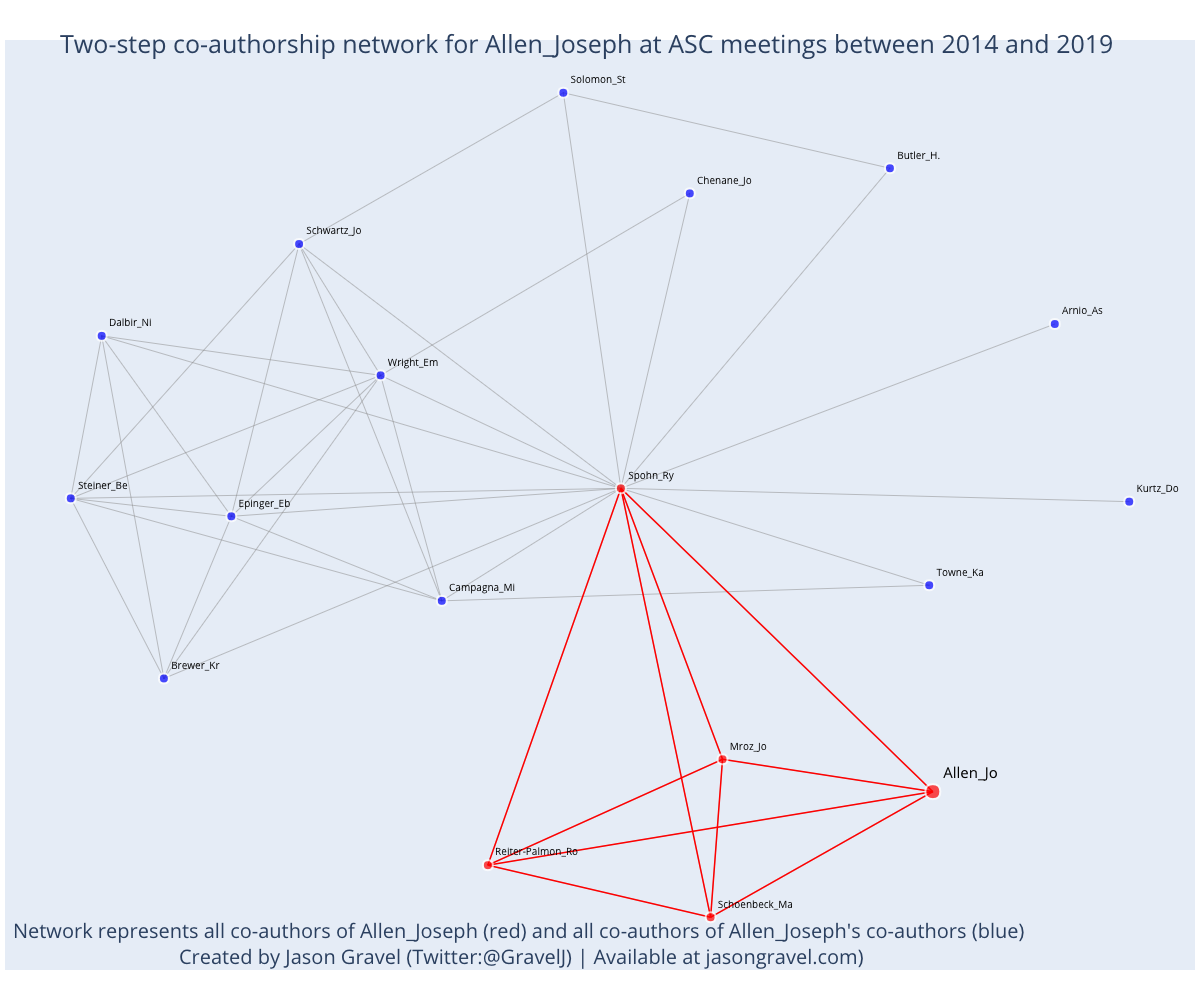 Two-step co-authorship network for Allen_Joseph at ASC meetings between 2014 and 2019
Solomon_St
Butler_H.
Chenane_Jo
Schwartz_Jo
Arnio_As
Dalbir_Ni
Wright_Em
Spohn_Ry
Steiner_Be
Kurtz_Do
Epinger_Eb
Towne_Ka
Campagna_Mi
Brewer_Kr
Mroz_Jo
Allen_Jo
Reiter-Palmon_Ro
Schoenbeck_Ma
Network represents all co-authors of Allen_Joseph (red) and all co-authors of Allen_Joseph's co-authors (blue)
Created by Jason Gravel (Twitter:@GravelJ) | Available at jasongravel.com)